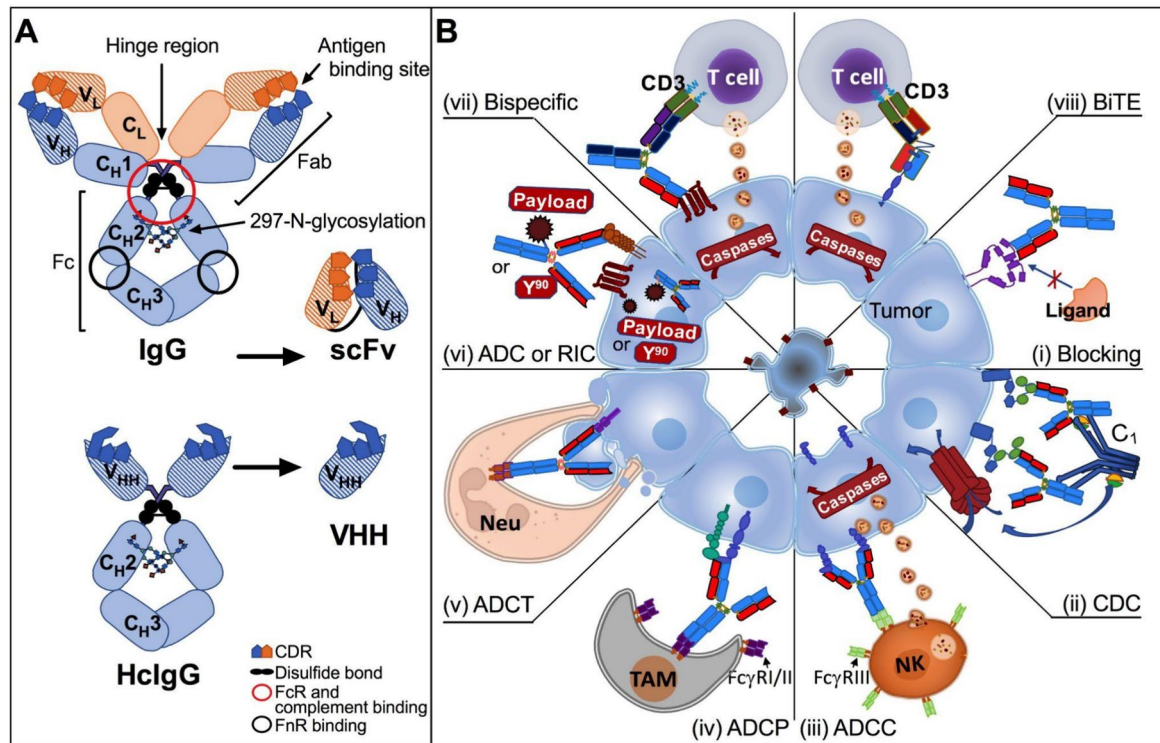 A
Hinge region
Antigen
binding site
VL
VH
CL
CH1
Fab
297-N-glycosylation
CH2
Fc
CH3
VL
VH
IgG
scFv
VHH
VHH
CH2
VHH
CH3
HcIgG
CDR
Disulfide bond
FcR and
complement binding
FnR binding
B
T cell
T cell
CD3
CD3
(vii) Bispecific
(viii) BiTE
Payload
or
Y90
Caspases
Caspases
Payload
or
Y90
Tumor
Ligand
(vi) ADC or RIC
(i) Blocking
C1
Caspases
Neu
(v) ADCT
(ii) CDC
TAM
FcγRI/II
FcγRIII
NK
(iv) ADCP
(iii) ADCC